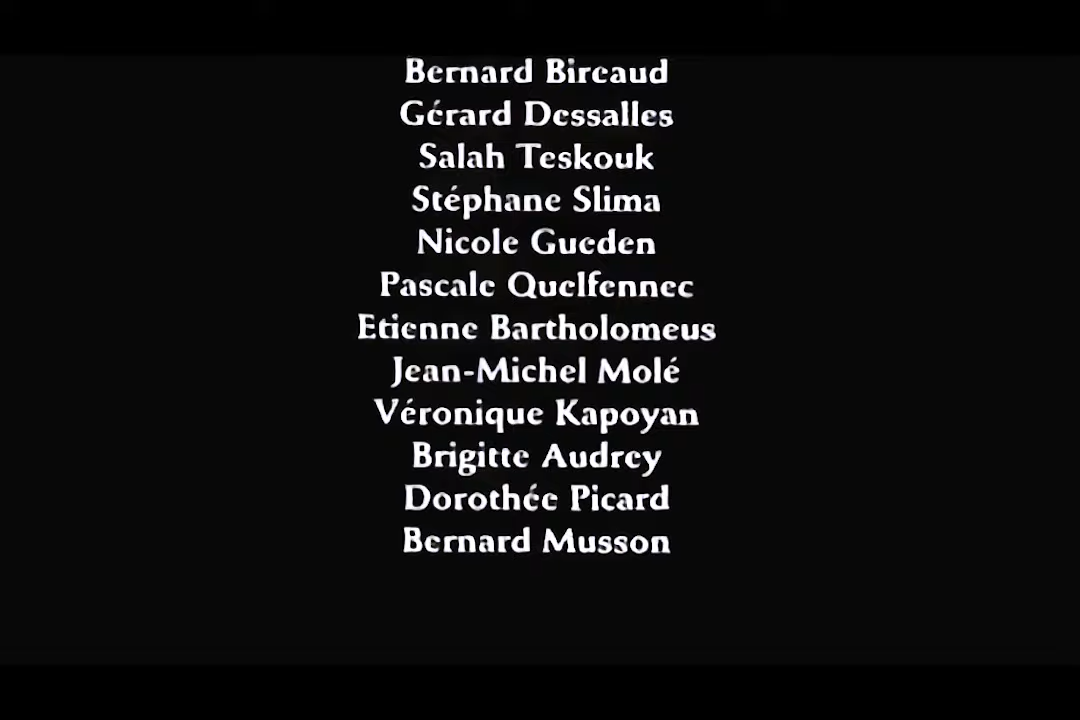 Bernard Bircaud
Gérard Dessalles
Salah Teskouk
Stéphane Slima
Nicole Gueden
Pascale Quelfennec
Etienne Bartholomeus
Jean-Michel Molé
Véronique Kapoyan
Brigitte Audrey
Dorothée Picard
Bernard Musson